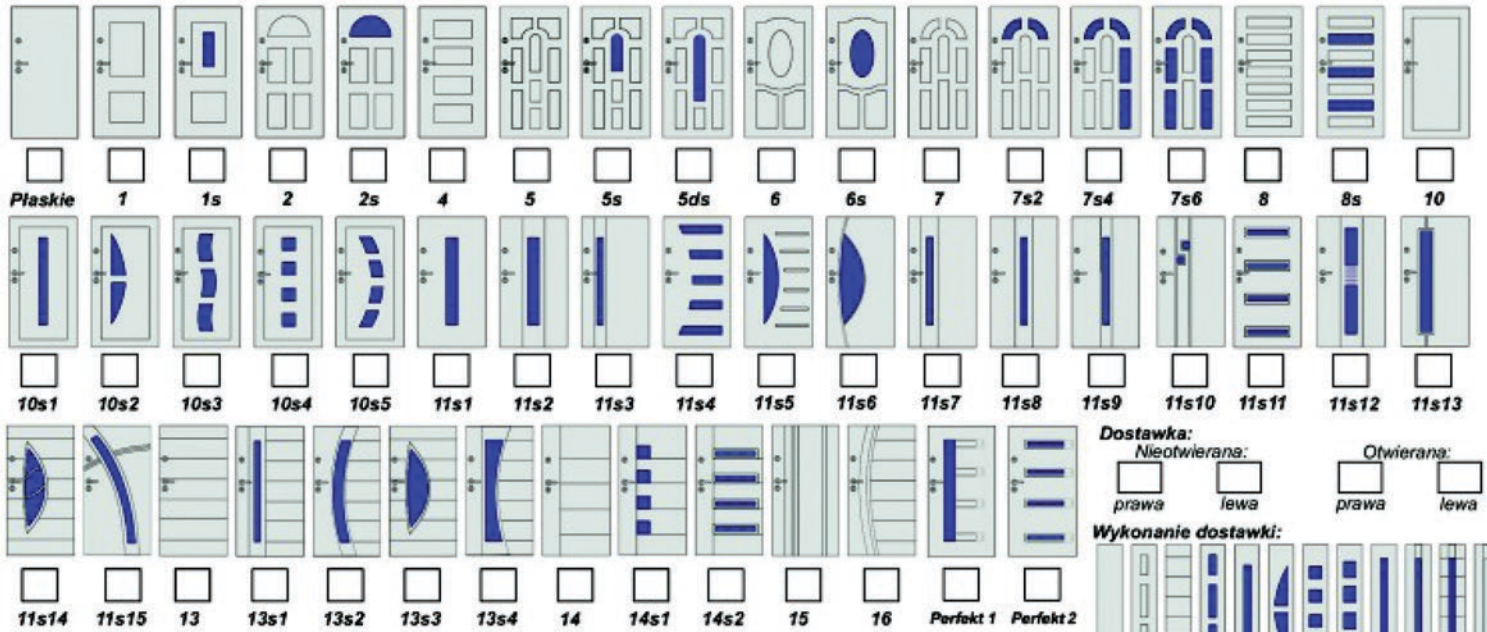 Płaskie 1 1s 2 2s 4 5 5s 5ds 6 6s 7 7s2 7s4 7s6 8 8s 10
10s1 10s2 10s3 10s4 10s5 11s1 11s2 11s3 11s4 11s5 11s6 11s7 11s8 11s9 11s10 11s11 11s12 11s13
Dostawka:
Nieotwierana: Otwierana:
prawa lewa prawa lewa
Wykonanie dostawki:
11s14 11s15 13 13s1 13s2 13s3 13s4 14 14s1 14s2 15 16 Perfekt 1 Perfekt 2